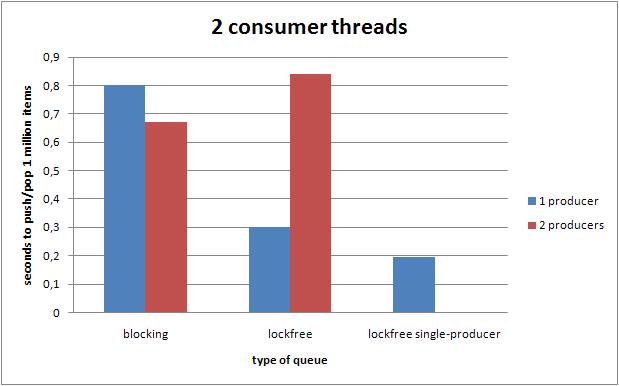 2 consumer threads
seconds to push/pop 1 million items
0,9
0,8
0,7
0,6
0,5
0,4
0,3
0,2
0,1
0
blocking
lockfree
lockfree single-producer
type of queue
1 producer
2 producers